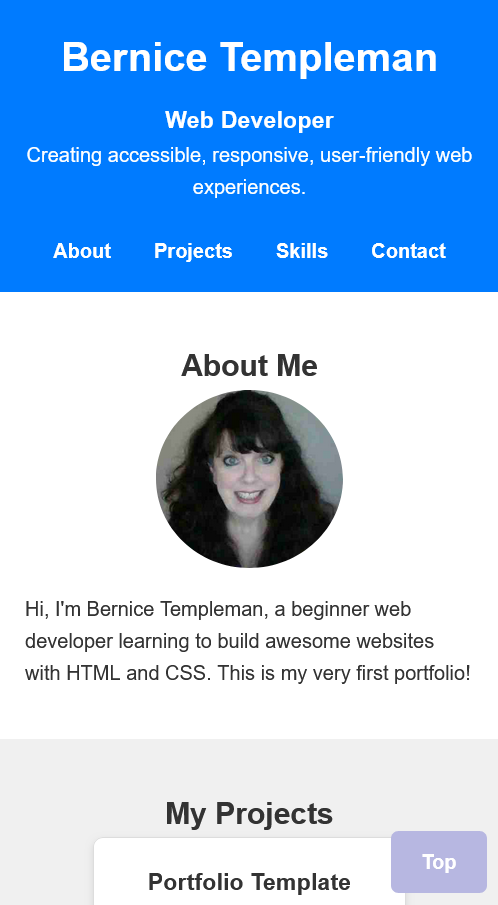 Bernice Templeman
Web Developer
Creating accessible, responsive, user-friendly web
experiences.
About Projects Skills Contact
About Me
Hi, I'm Bernice Templeman, a beginner web
developer learning to build awesome websites
with HTML and CSS. This is my very first portfolio!
My Projects
Portfolio Template
Top